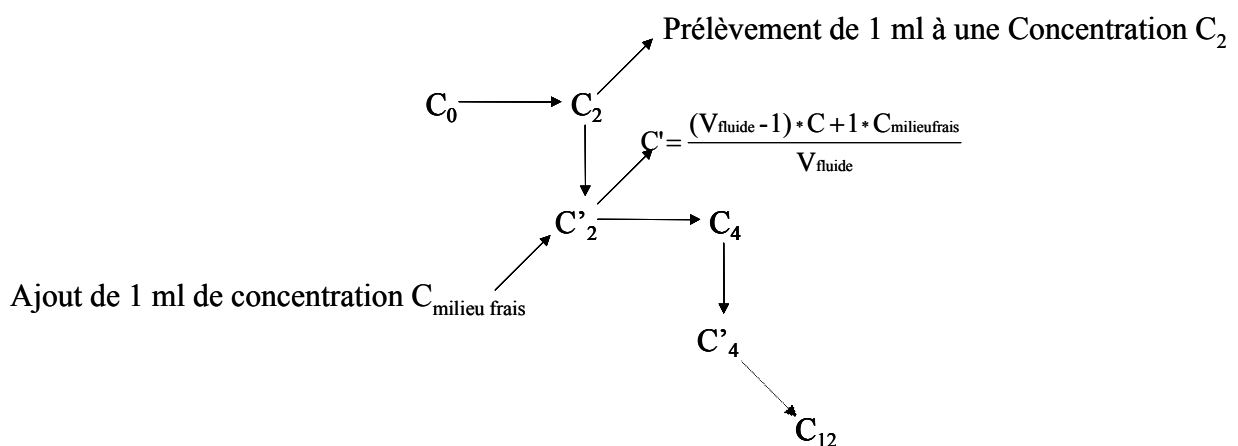 Prélèvement de 1 ml à une Concentration C₂
C₀ C₂
C' = (Vfluide - 1) * C + 1 * Cmilieufrais / Vfluide
C’₂ C₄
Ajout de 1 ml de concentration C milieu frais
C’₄
C₁₂